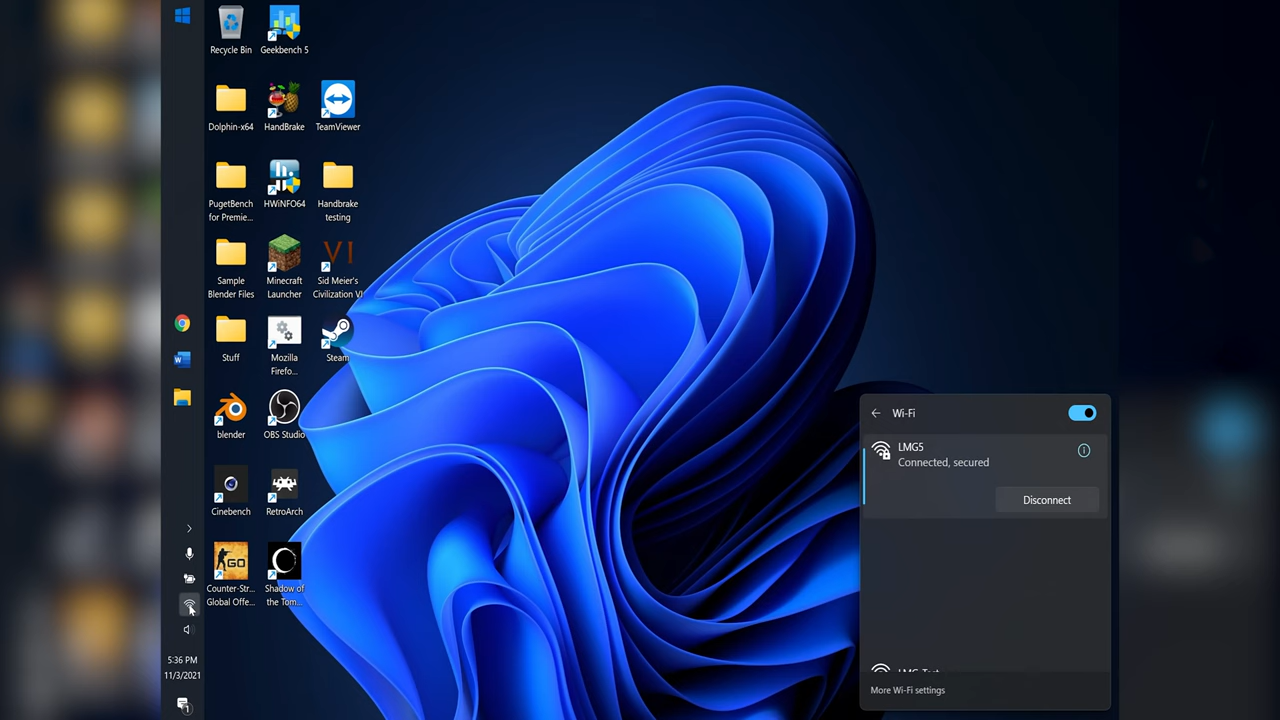 Recycle Bin
Geekbench 5
Dolphin-x64
HandBrake
TeamViewer
PugetBench
for Premie...
HWiNFO64
Handbrake
testing
Sample
Blender Files
Minecraft
Launcher
VI
Sid Meier's
Civilization VI
Stuff
Mozilla
Firefo...
Steam
blender
OBS Studio
Cinebench
RetroArch
GO
Counter-Str...
Global Offe...
Shadow of
the Tom...
W
5:36 PM
11/3/2021
1
Wi-Fi
LMG5
Connected, secured
Disconnect
LMG-Test
More Wi-Fi settings